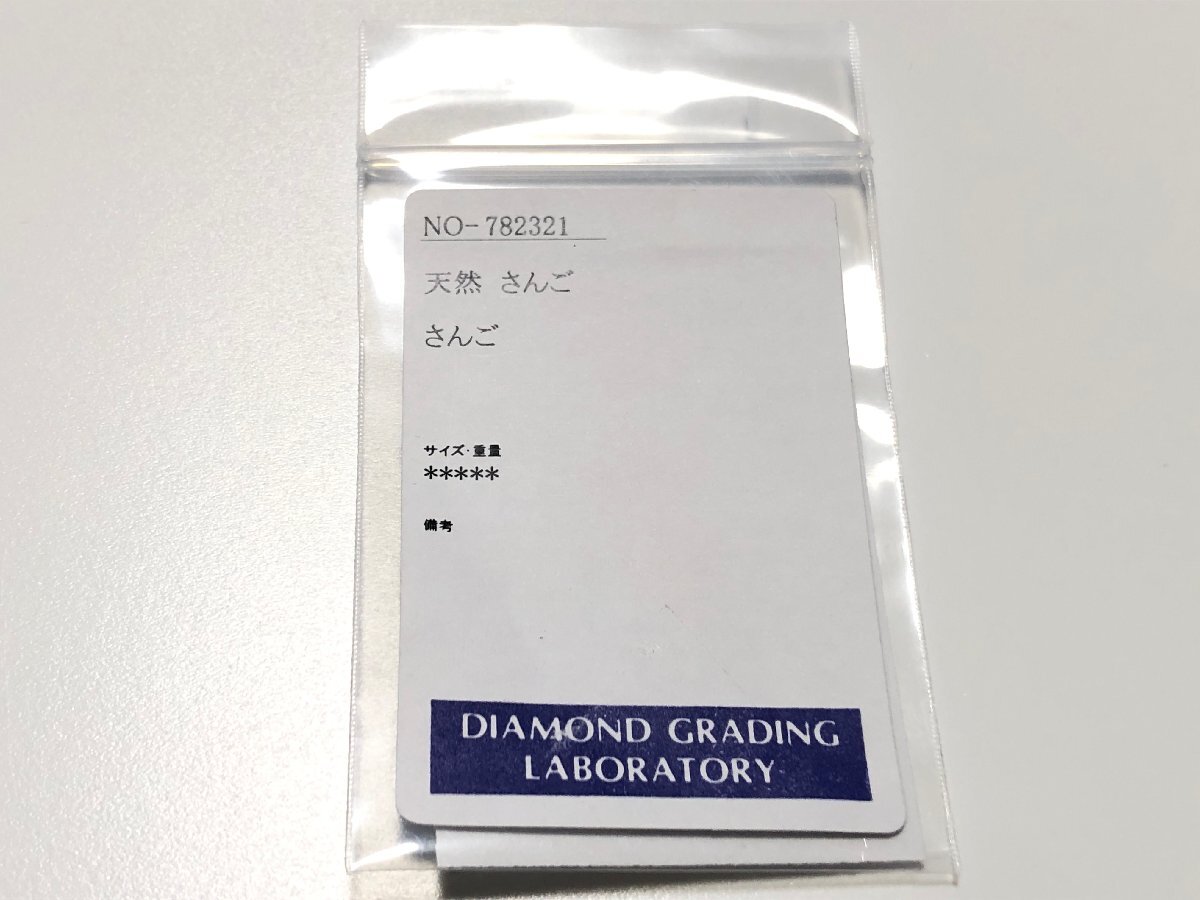 NO-782321
天然 さんご
さんご
サイズ・重量
*****
備考
DIAMOND GRADING
LABORATORY